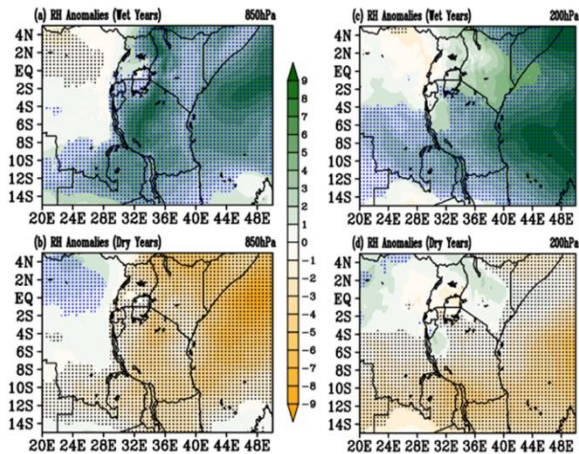 (a) RH Anomalies (Wet Years) 850hPa
4N
2N
EQ
2S
4S
6S
8S
10S
12S
14S
20E 24E 28E 32E 36E 40E 44E 48E
(c) RH Anomalies (Wet Years) 200hPa
4N
2N
EQ
2S
4S
6S
8S
10S
12S
14S
20E 24E 28E 32E 36E 40E 44E 48E
9
8
7
6
5
4
3
2
1
0
-1
-2
-3
-4
-5
-6
-7
-8
-9
(b) RH Anomalies (Dry Years) 850hPa
4N
2N
EQ
2S
4S
6S
8S
10S
12S
14S
20E 24E 28E 32E 36E 40E 44E 48E
(d) RH Anomalies (Dry Years) 200hPa
4N
2N
EQ
2S
4S
6S
8S
10S
12S
14S
20E 24E 28E 32E 36E 40E 44E 48E